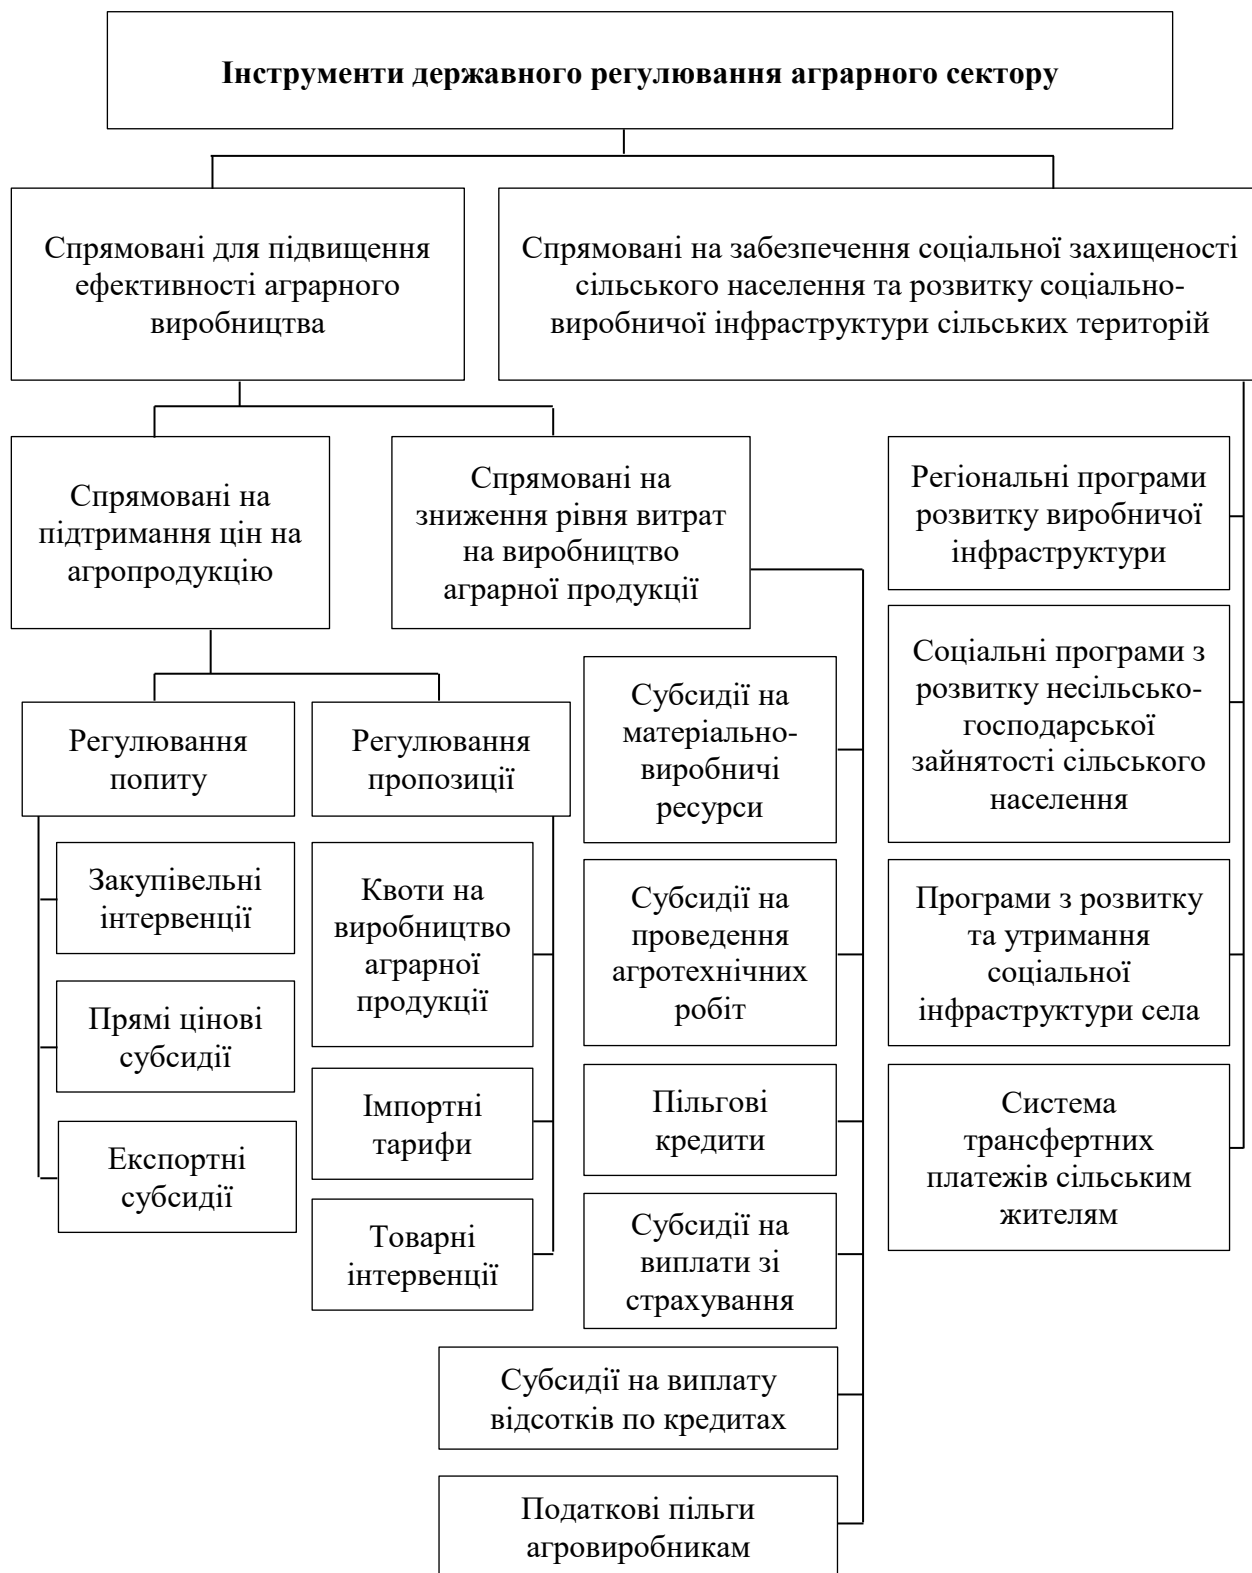 Інструменти державного регулювання аграрного сектору
Спрямовані для підвищення
ефективності аграрного
виробництва
Спрямовані на забезпечення соціальної захищеності
сільського населення та розвитку соціально-
виробничої інфраструктури сільських територій
Спрямовані на
підтримання цін на
агропродукцію
Спрямовані на
зниження рівня витрат
на виробництво
аграрної продукції
Регіональні програми
розвитку виробничої
інфраструктури
Соціальні програми з
розвитку несільсько-
господарської
зайнятості сільського
населення
Програми з розвитку
та утримання
соціальної
інфраструктури села
Система
трансфертних
платежів сільським
жителям
Регулювання
попиту
Закупівельні
інтервенції
Прямі цінові
субсидії
Експортні
субсидії
Регулювання
пропозиції
Квоти на
виробництво
аграрної
продукції
Імпортні
тарифи
Товарні
інтервенції
Субсидії на
матеріально-
виробничі
ресурси
Субсидії на
проведення
агротехнічних
робіт
Пільгові
кредити
Субсидії на
виплати зі
страхування
Субсидії на виплату
відсотків по кредитах
Податкові пільги
агровиробникам